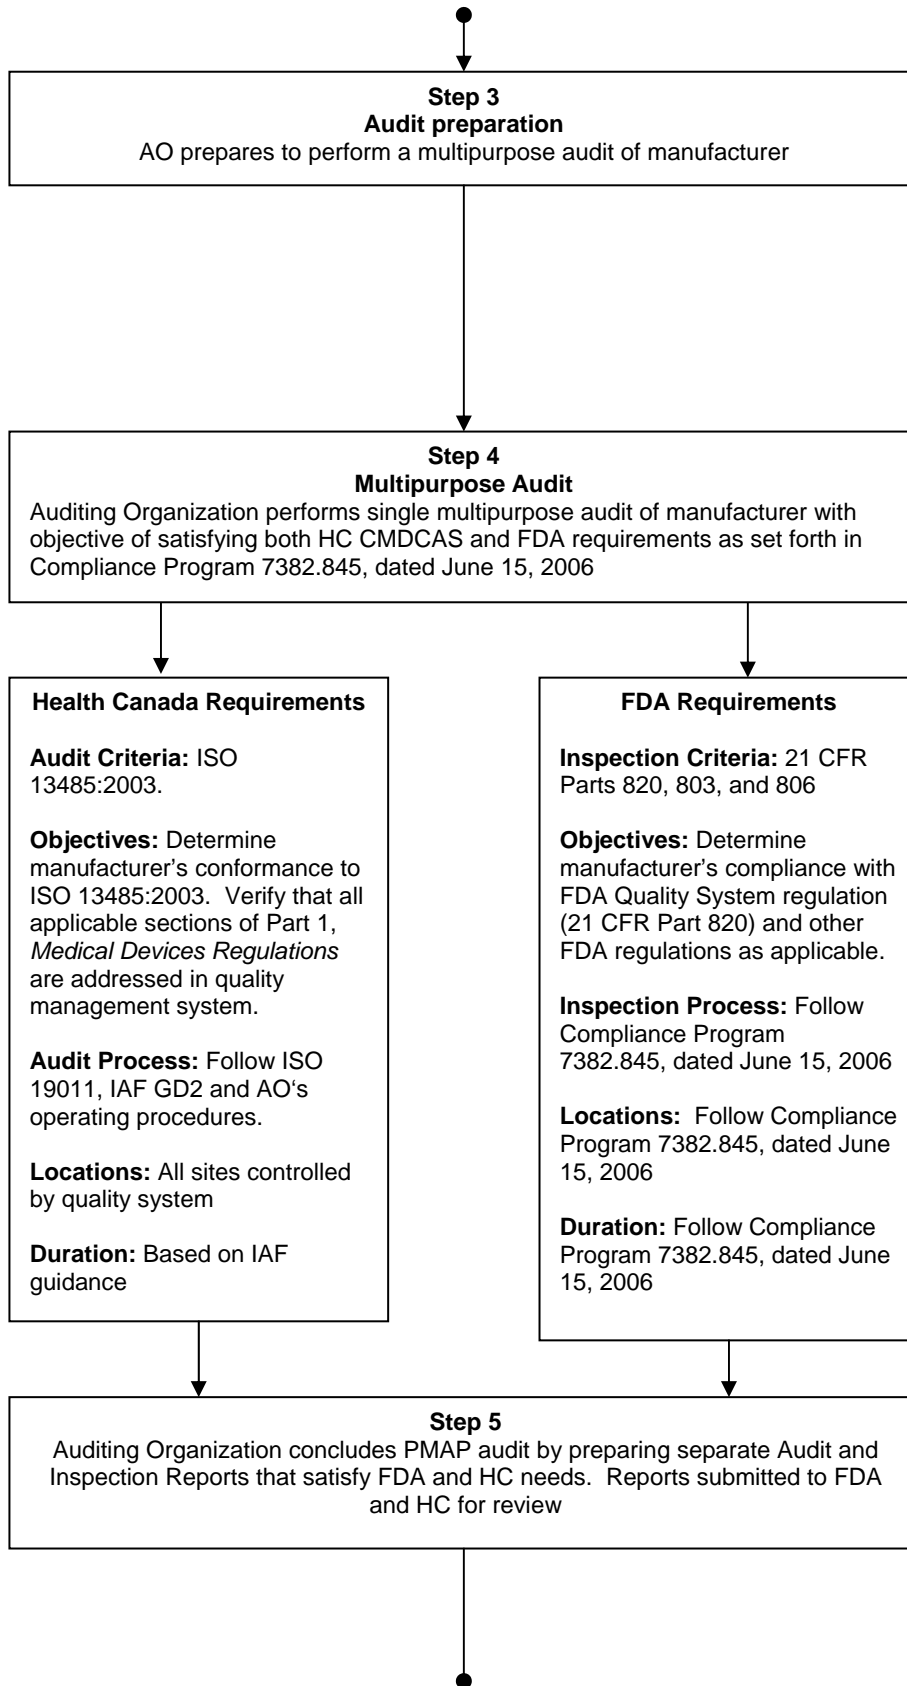 Step 3
Audit preparation
AO prepares to perform a multipurpose audit of manufacturer
Step 4
Multipurpose Audit
Auditing Organization performs single multipurpose audit of manufacturer with
objective of satisfying both HC CMDCAS and FDA requirements as set forth in
Compliance Program 7382.845, dated June 15, 2006
Health Canada Requirements
Audit Criteria: ISO
13485:2003.
Objectives: Determine
manufacturer's conformance to
ISO 13485:2003.  Verify that all
applicable sections of Part 1,
Medical Devices Regulations
are addressed in quality
management system.
Audit Process: Follow ISO
19011, IAF GD2 and AO‘s
operating procedures.
Locations: All sites controlled
by quality system
Duration: Based on IAF
guidance
FDA Requirements
Inspection Criteria: 21 CFR
Parts 820, 803, and 806
Objectives: Determine
manufacturer's compliance with
FDA Quality System regulation
(21 CFR Part 820) and other
FDA regulations as applicable.
Inspection Process: Follow
Compliance Program
7382.845, dated June 15, 2006
Locations:  Follow Compliance
Program 7382.845, dated June
15, 2006
Duration: Follow Compliance
Program 7382.845, dated June
15, 2006
Step 5
Auditing Organization concludes PMAP audit by preparing separate Audit and
Inspection Reports that satisfy FDA and HC needs.  Reports submitted to FDA
and HC for review